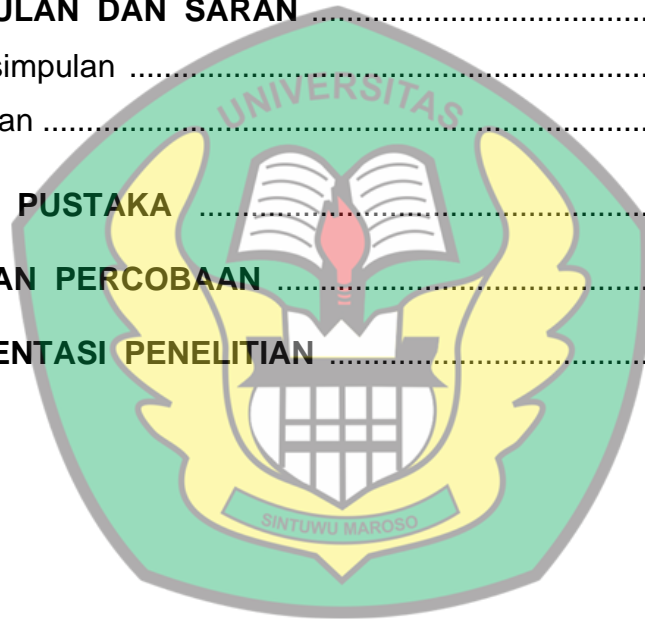 ULAN DAN SARAN ................................................
simpulan ................................................
an ................................................
UNIVERSITAS
PUSTAKA ................................................
AN PERCOBAAN ................................................
ENTASI PENELITIAN ................................................
SINTUWU MAROSO